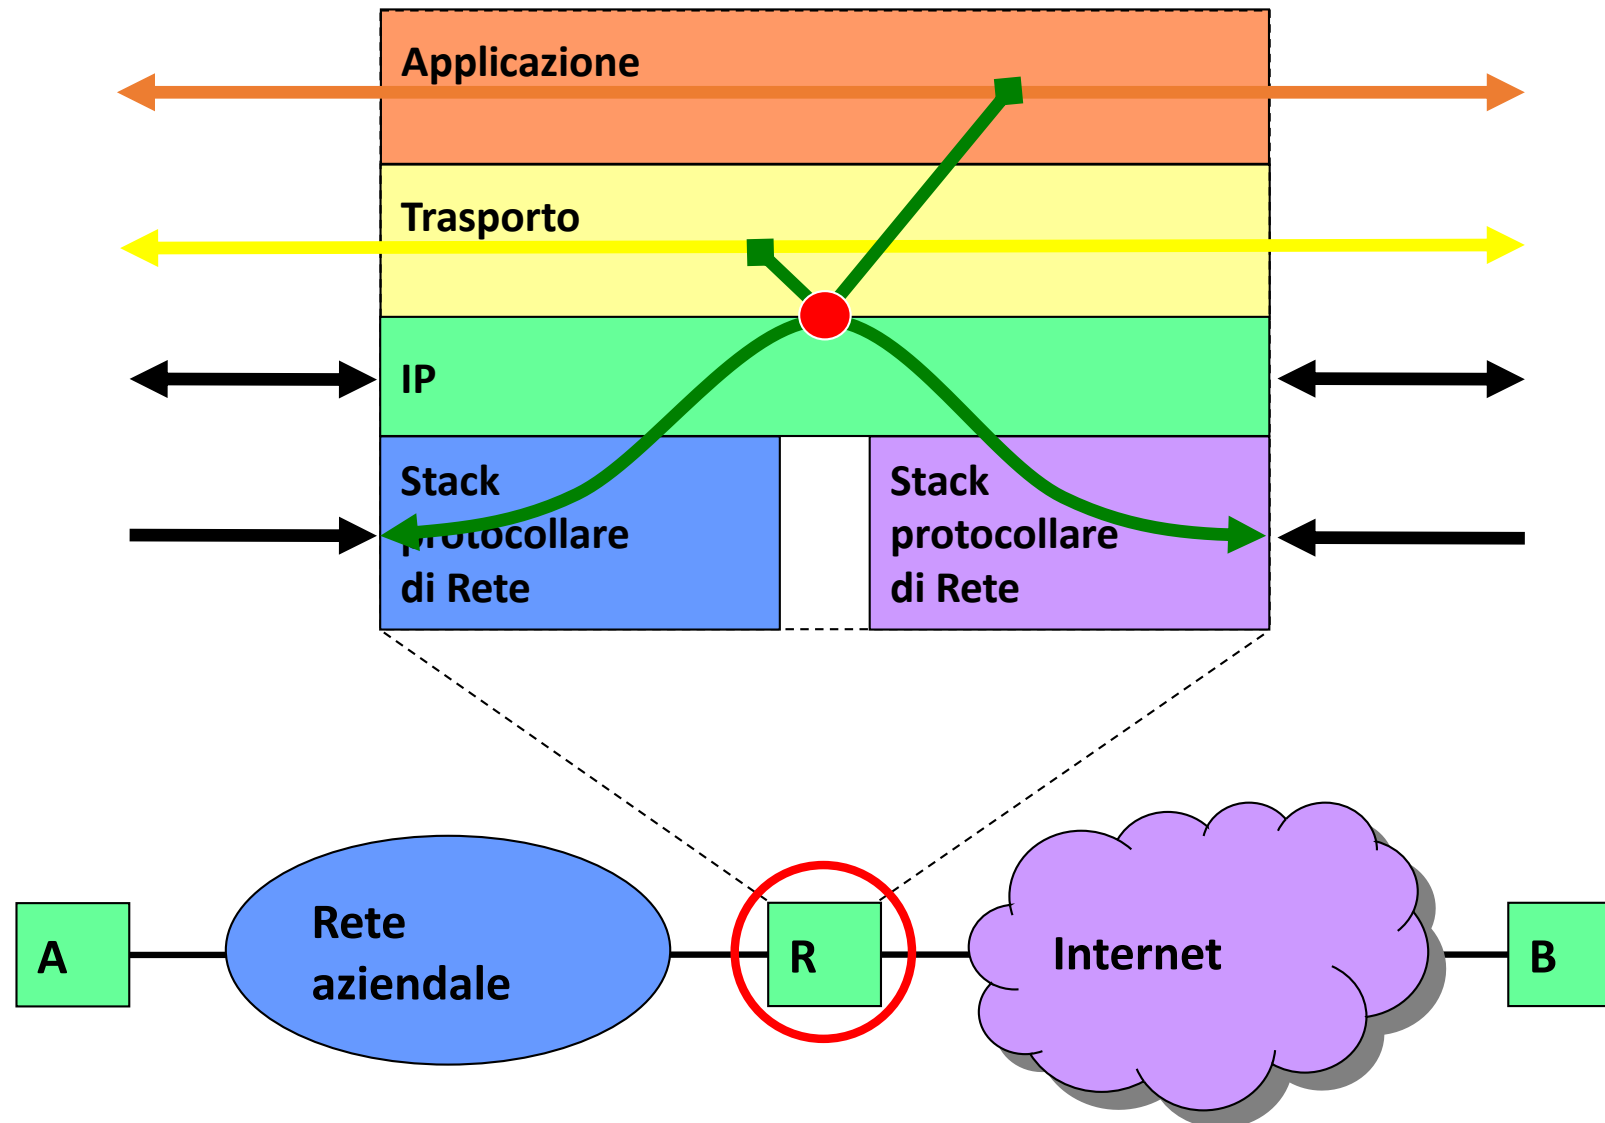 Applicazione
Trasporto
IP
Stack
protocollare
di Rete
Stack
protocollare
di Rete
A
Rete
aziendale
R
Internet
B